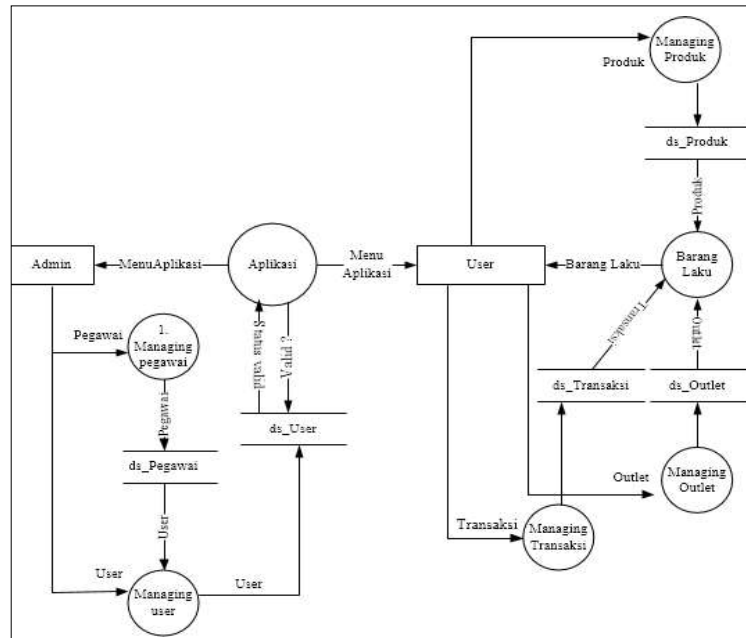 Managing
Produk
Produk
ds_Produk
Produk
Admin
MenuAplikasi
Aplikasi
Menu
Aplikasi
User
Barang Laku
Barang
Laku
Pegawai
1.
Managing
pegawai
Status valid
Valid ?
Transaksi
Outlet
Pegawai
ds_User
ds_Transaksi
ds_Outlet
ds_Pegawai
User
Outlet
Managing
Outlet
Transaksi
Managing
Transaksi
User
Managing
user
User